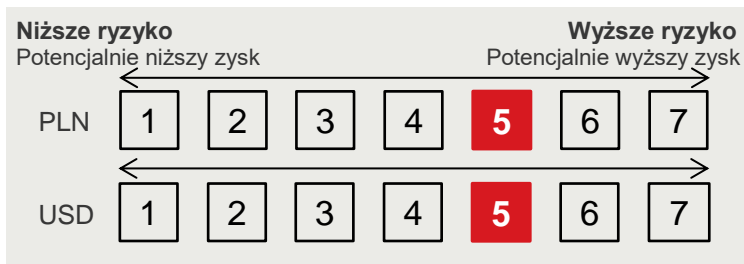 Niższe ryzyko Wyższe ryzyko
Potencjalnie niższy zysk Potencjalnie wyższy zysk
PLN 1 2 3 4 5 6 7
USD 1 2 3 4 5 6 7